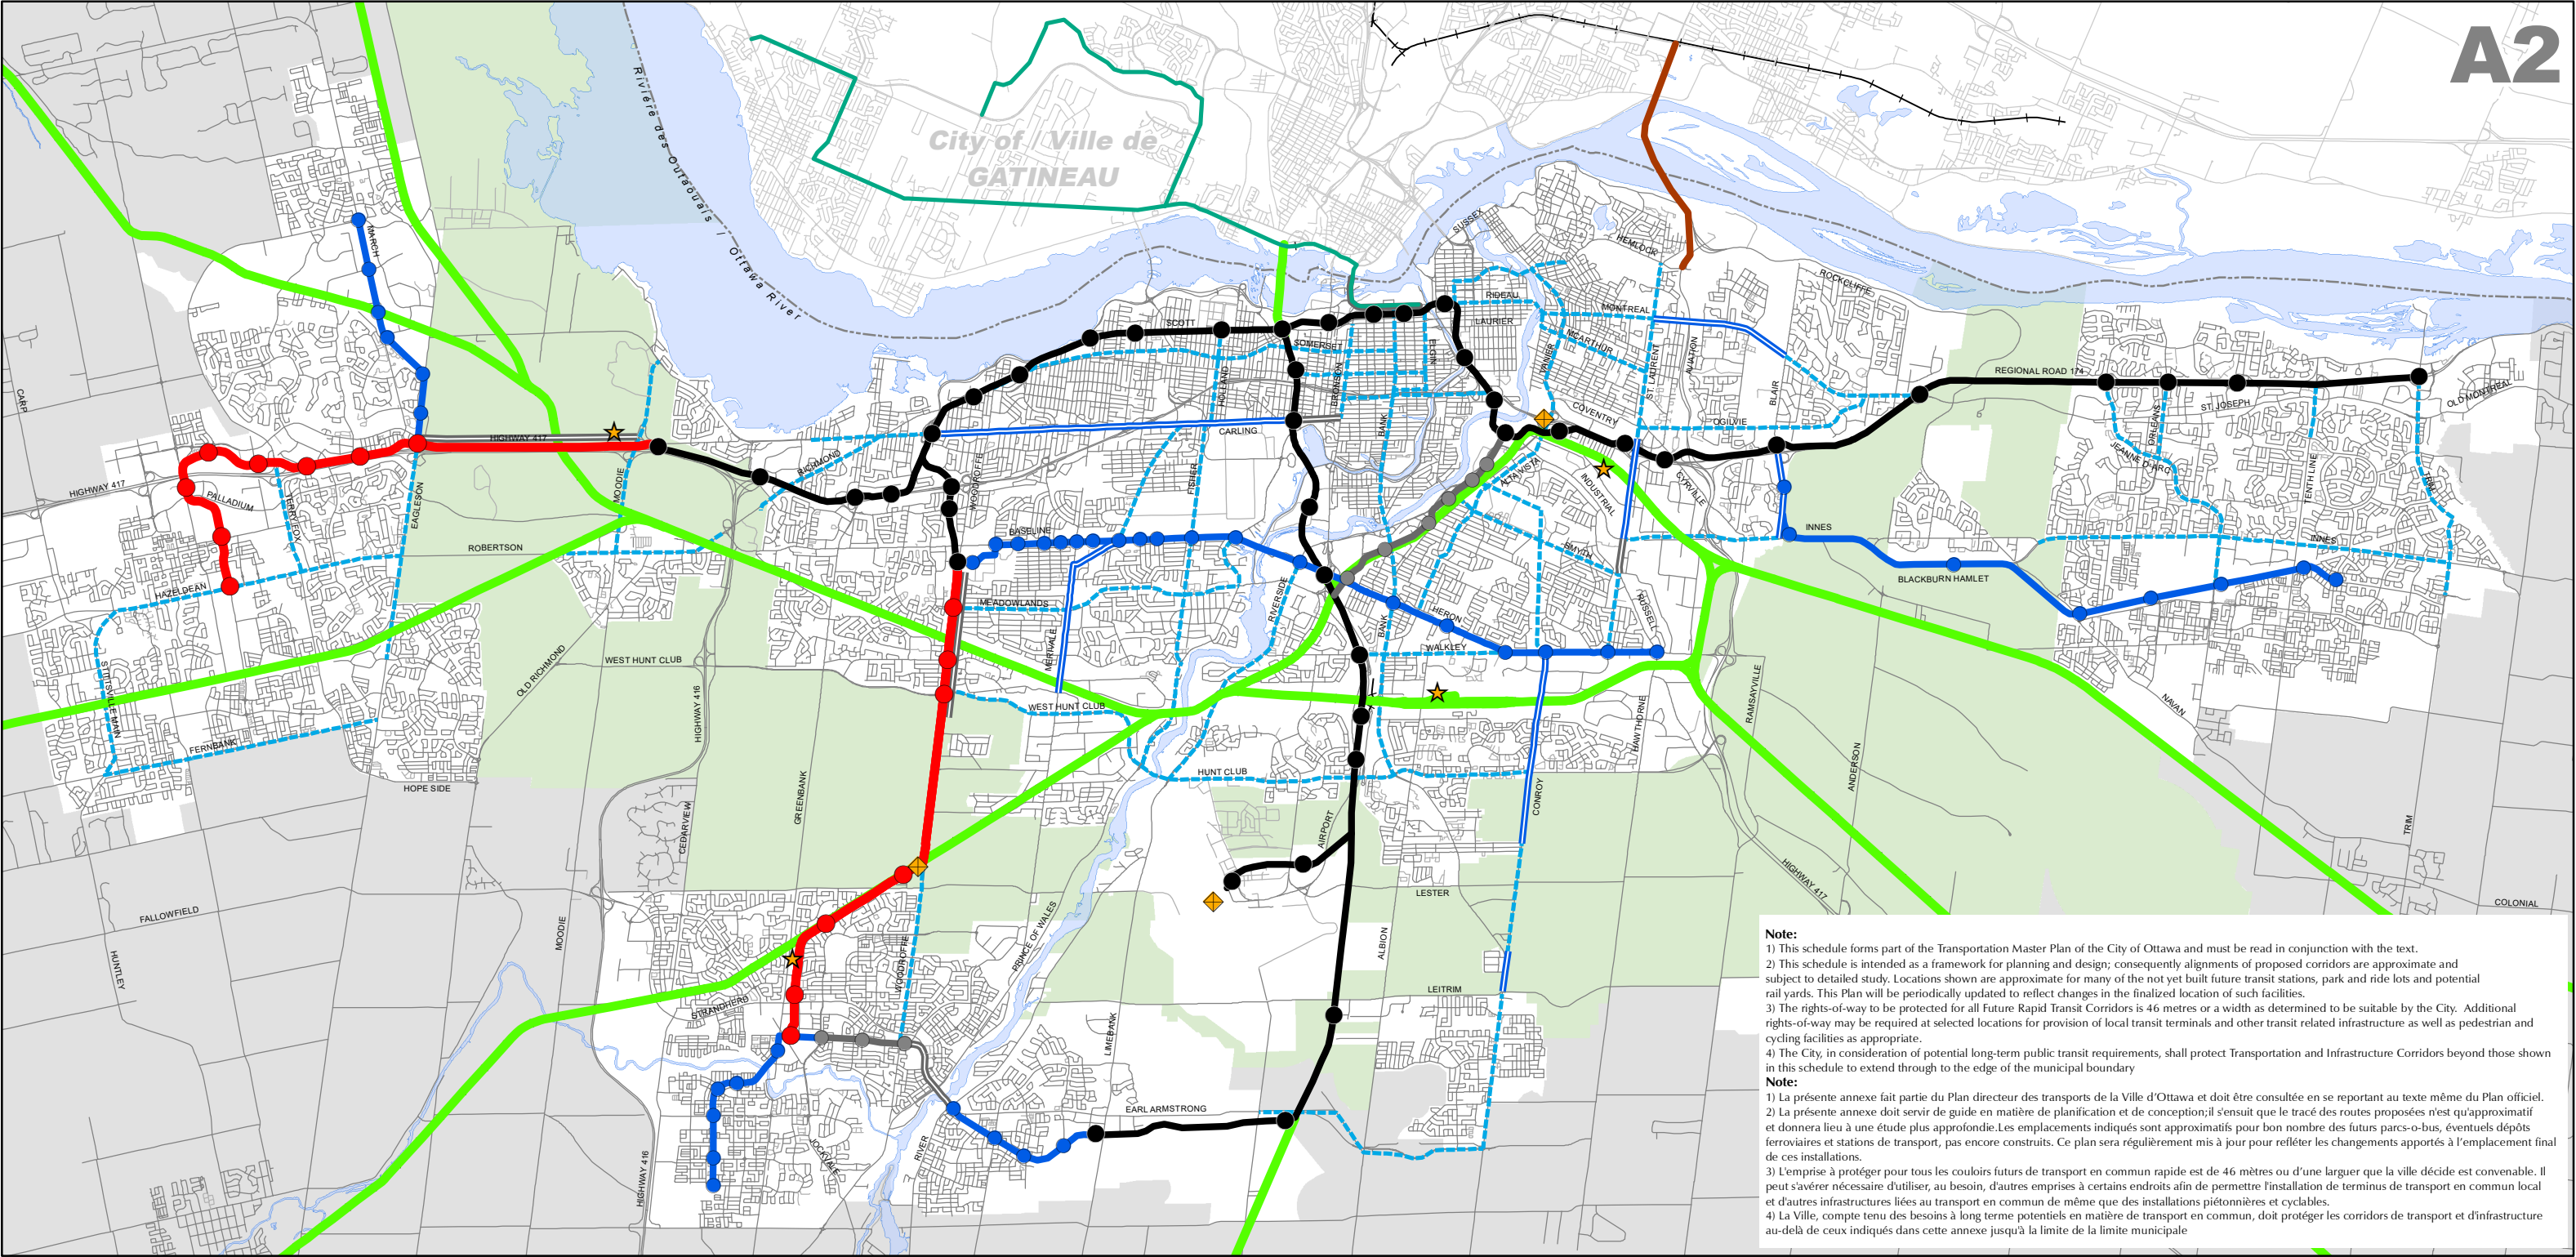 A2
City of / Ville de
GATINEAU
Rivière des Outaouais / Ottawa River
SUSSEX
HEMLOCK
ROCKCLIFFE
MARCH
RIDEAU
MONTREAL
LAURIER
SCOTT
SOMERSET
ELGIN
MCARTHUR
VANIER
ST. LAURENT
AVIATION
BLAIR
REGIONAL ROAD 174
OLD MONTREAL
ST. JOSEPH
ORLEANS
CARP
HOLLAND
BRONSON
BANK
CARLING
COVENTRY
OGILVIE
HIGHWAY 417
RICHMOND
WOODROFFE
FISHER
ALTA VISTA
INDUSTRIAL
CYRVILLE
JEANNE D'ARC
TENTH LINE
TRIM
HIGHWAY 417
PALLADIUM
TERRY FOX
EAGLESON
MOODIE
ROBERTSON
BASELINE
SMYTH
INNES
INNES
BLACKBURN HAMLET
HAZELDEAN
MEADOWLANDS
MERIVALE
RIVERSIDE
BANK
HERON
RUSSELL
WALKLEY
STITTSVILLE MAIN
OLD RICHMOND
WEST HUNT CLUB
HIGHWAY 416
WEST HUNT CLUB
HAWTHORNE
RAMSAYVILLE
NAVAN
FERNBANK
HOPE SIDE
GREENBANK
CEDARVIEW
HUNT CLUB
AIRPORT
CONROY
ANDERSON
TRIM
HIGHWAY 417
LESTER
COLONIAL
FALLOWFIELD
HUNTLEY
MOODIE
WOODROFFE
PRINCE OF WALES
ALBION
LEITRIM
STRANDHERD
LIMEBANK
EARL ARMSTRONG
JOCKVALE
RIVER
HIGHWAY 416
Note:
1) This schedule forms part of the Transportation Master Plan of the City of Ottawa and must be read in conjunction with the text.
2) This schedule is intended as a framework for planning and design; consequently alignments of proposed corridors are approximate and
subject to detailed study. Locations shown are approximate for many of the not yet built future transit stations, park and ride lots and potential
rail yards. This Plan will be periodically updated to reflect changes in the finalized location of such facilities.
3) The rights-of-way to be protected for all Future Rapid Transit Corridors is 46 metres or a width as determined to be suitable by the City. Additional
rights-of-way may be required at selected locations for provision of local transit terminals and other transit related infrastructure as well as pedestrian and
cycling facilities as appropriate.
4) The City, in consideration of potential long-term public transit requirements, shall protect Transportation and Infrastructure Corridors beyond those shown
in this schedule to extend through to the edge of the municipal boundary
Note:
1) La présente annexe fait partie du Plan directeur des transports de la Ville d'Ottawa et doit être consultée en se reportant au texte même du Plan officiel.
2) La présente annexe doit servir de guide en matière de planification et de conception;il s'ensuit que le tracé des routes proposées n'est qu'approximatif
et donnera lieu à une étude plus approfondie.Les emplacements indiqués sont approximatifs pour bon nombre des futurs parcs-o-bus, éventuels dépôts
ferroviaires et stations de transport, pas encore construits. Ce plan sera régulièrement mis à jour pour refléter les changements apportés à l'emplacement final
de ces installations.
3) L'emprise à protéger pour tous les couloirs futurs de transport en commun rapide est de 46 mètres ou d'une larguer que la ville décide est convenable. Il
peut s'avérer nécessaire d'utiliser, au besoin, d'autres emprises à certains endroits afin de permettre l'installation de terminus de transport en commun local
et d'autres infrastructures liées au transport en commun de même que des installations piétonnières et cyclables.
4) La Ville, compte tenu des besoins à long terme potentiels en matière de transport en commun, doit protéger les corridors de transport et d'infrastructure
au-delà de ceux indiqués dans cette annexe jusqu'à la limite de la limite municipale